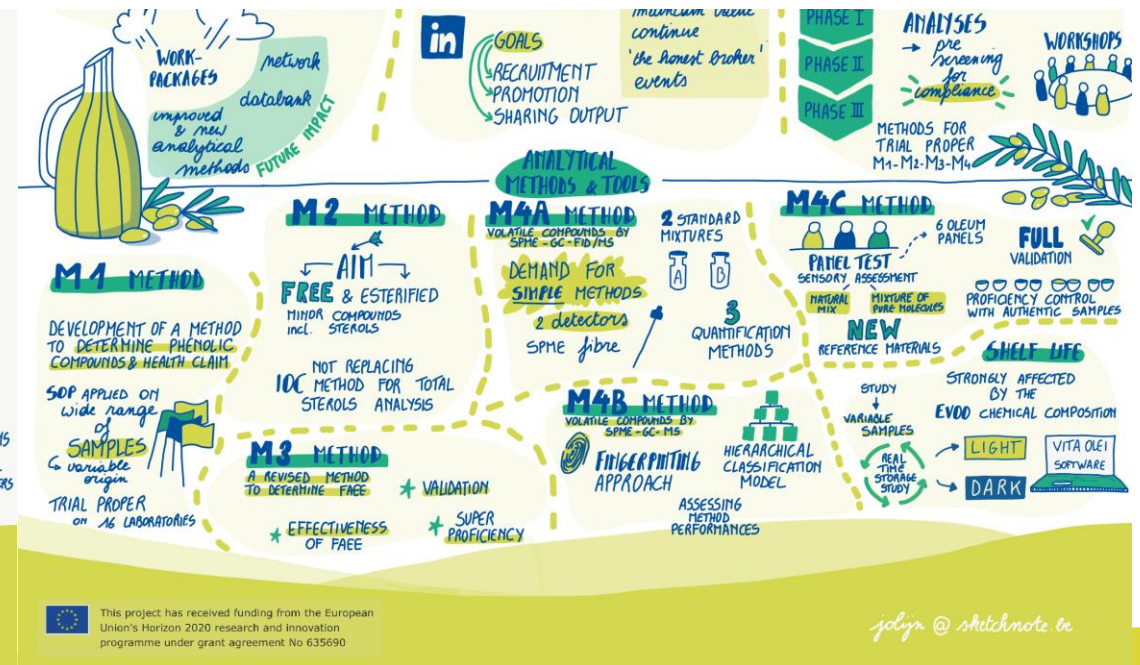 WORK-
PACKAGES
network
databank
improved
& new
analytical
methods
FUTURE IMPACT
in
GOALS
RECRUITMENT
PROMOTION
SHARING OUTPUT
maintain value
continue
'the honest broker'
events
PHASE I
PHASE II
PHASE III
ANALYSES
→ pre
screening
for
compliance
METHODS FOR
TRIAL PROPER
M1-M2-M3-M4
WORKSHOPS
ANALYTICAL
METHODS & TOOLS
M1 METHOD
DEVELOPMENT OF A METHOD
TO DETERMINE PHENOLIC
COMPOUNDS & HEALTH CLAIM
SOP APPLIED ON
wide range
of
SAMPLES
variable
origin
TRIAL PROPER
on 16 LABORATORIES
M2 METHOD
AIM
FREE & ESTERIFIED
MINOR COMPOUNDS
incl. STEROLS
NOT REPLACING
IOC METHOD FOR TOTAL
STEROLS ANALYSIS
M3 METHOD
A REVISED METHOD
TO DETERMINE FAEE
VALIDATION
EFFECTIVENESS
OF FAEE
SUPER
PROFICIENCY
M4A METHOD
VOLATILE COMPOUNDS BY
SPME-GC-FID/MS
DEMAND FOR
SIMPLE METHODS
2 detectors
SPME fibre
2 STANDARD
MIXTURES
A
B
3
QUANTIFICATION
METHODS
M4B METHOD
VOLATILE COMPOUNDS BY
SPME-GC-MS
FINGERPINTING
APPROACH
HIERARCHICAL
CLASSIFICATION
MODEL
ASSESSING
METHOD
PERFORMANCES
M4C METHOD
PANEL TEST
SENSORY ASSESSMENT
NATURAL
MIX
MIXTURE OF
PURE MOLECULES
NEW
REFERENCE MATERIALS
6 OLEUM
PANELS
FULL
VALIDATION
PROFICIENCY CONTROL
WITH AUTHENTIC SAMPLES
SHELF LIFE
STRONGLY AFFECTED
BY THE
EVOO CHEMICAL COMPOSITION
STUDY
VARIABLE
SAMPLES
REAL
TIME
STORAGE
STUDY
LIGHT
DARK
VITA OLEI
SOFTWARE
This project has received funding from the European
Union's Horizon 2020 research and innovation
programme under grant agreement No 635690
jolijn @ sketchnote.be